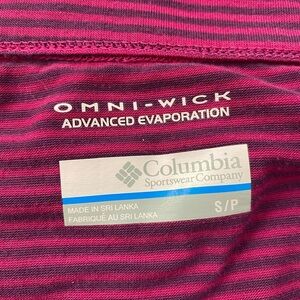 OMNI-WICK
ADVANCED EVAPORATION
Columbia
Sportswear Company
MADE IN SRI LANKA
FABRIQUÉ AU SRI LANKA
S/P